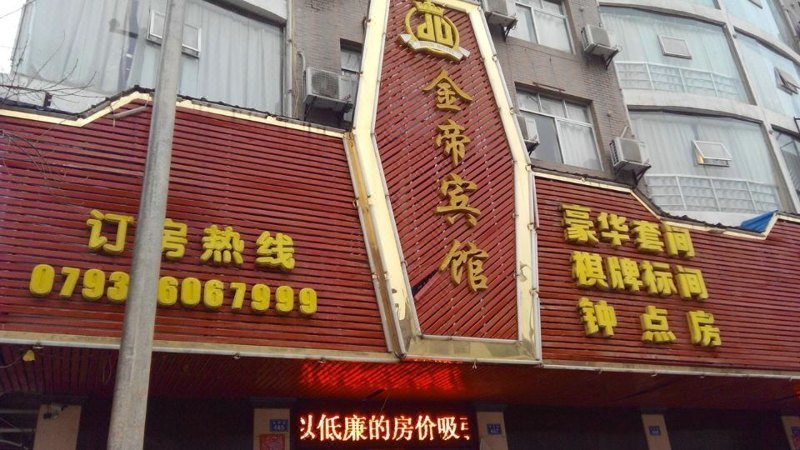 金帝宾馆
订房热线
0793 6067999
豪华套间
棋牌标间
钟点房
以低廉的房价吸